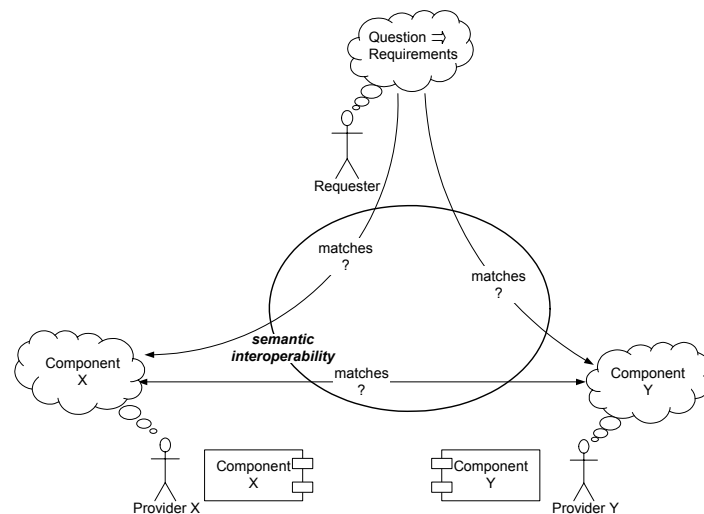 Question ⇒
Requirements
Requester
matches
?
matches
?
semantic
interoperability
Component
X
matches
?
Component
Y
Component
X
Component
Y
Provider X
Provider Y